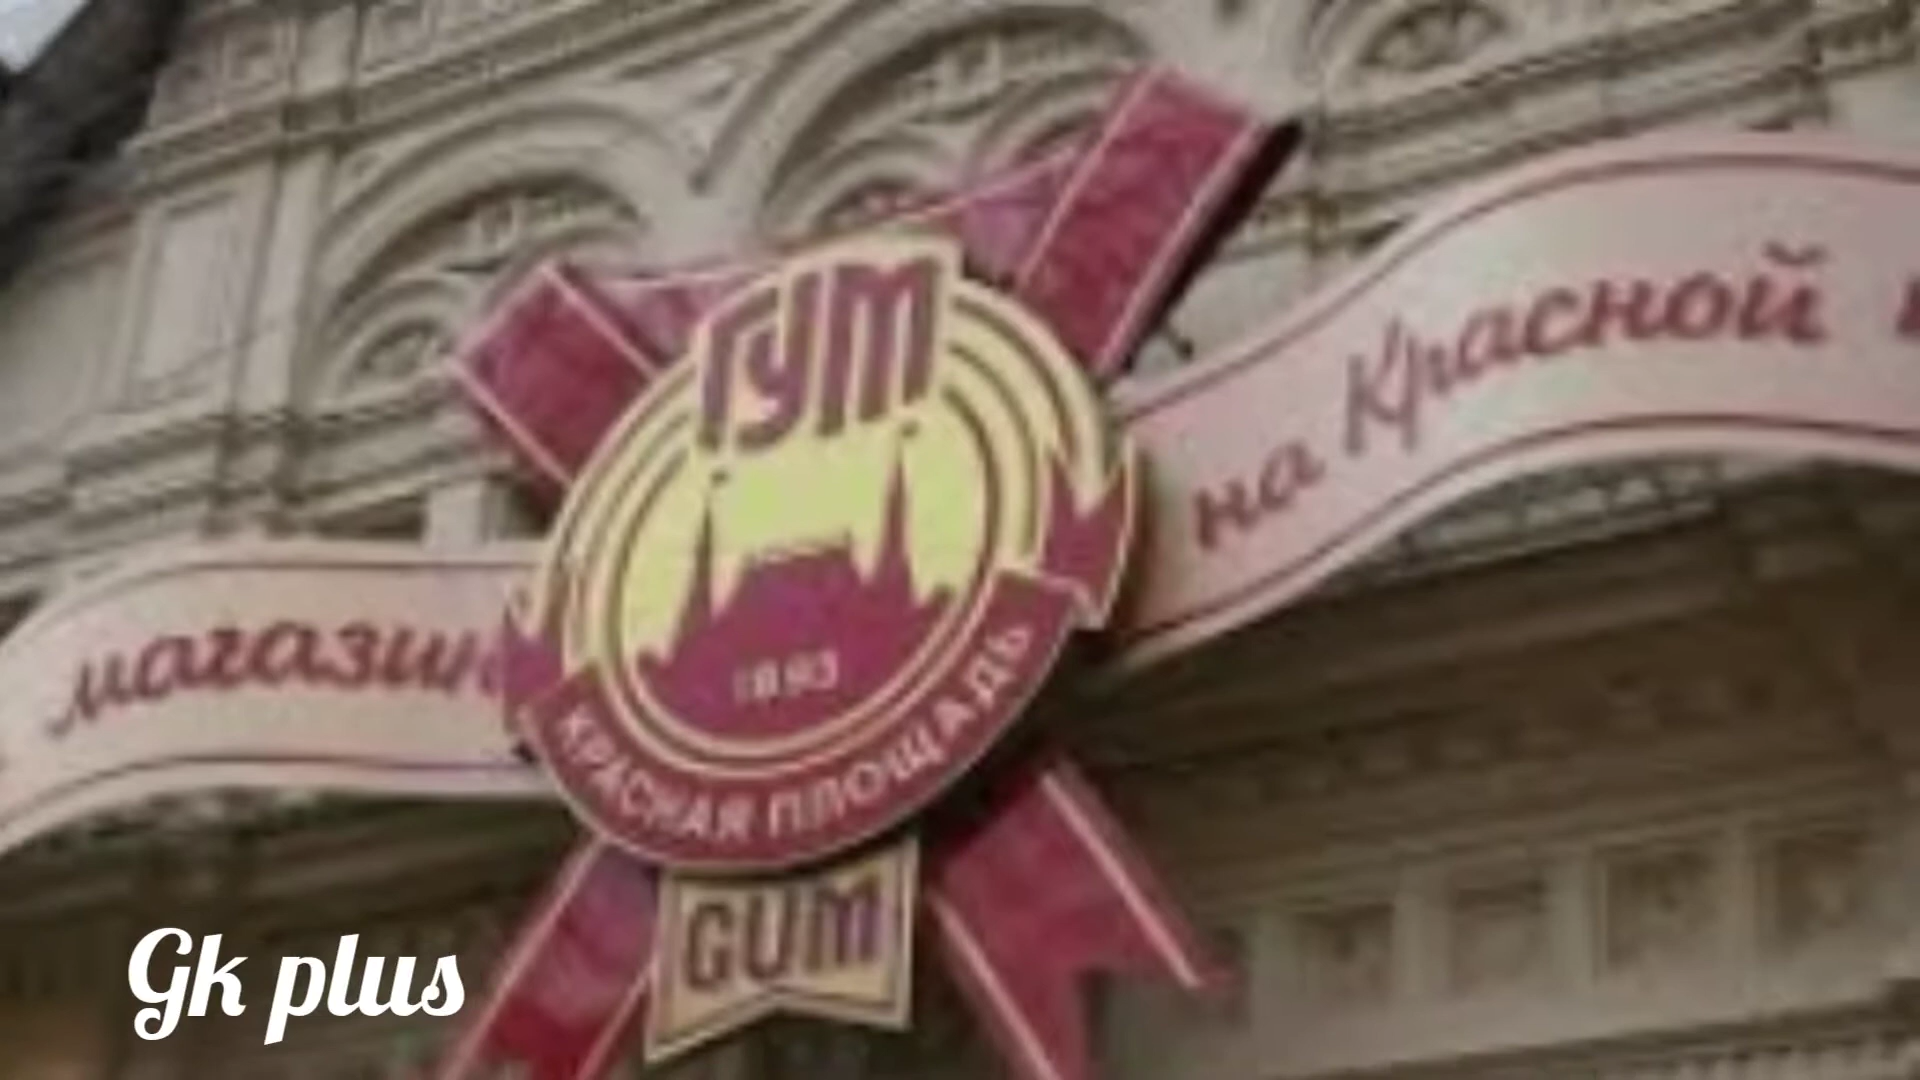 ГУМ
магазин
на Красной
1893
КРАСНАЯ ПЛОЩАДЬ
GUM
Gk plus